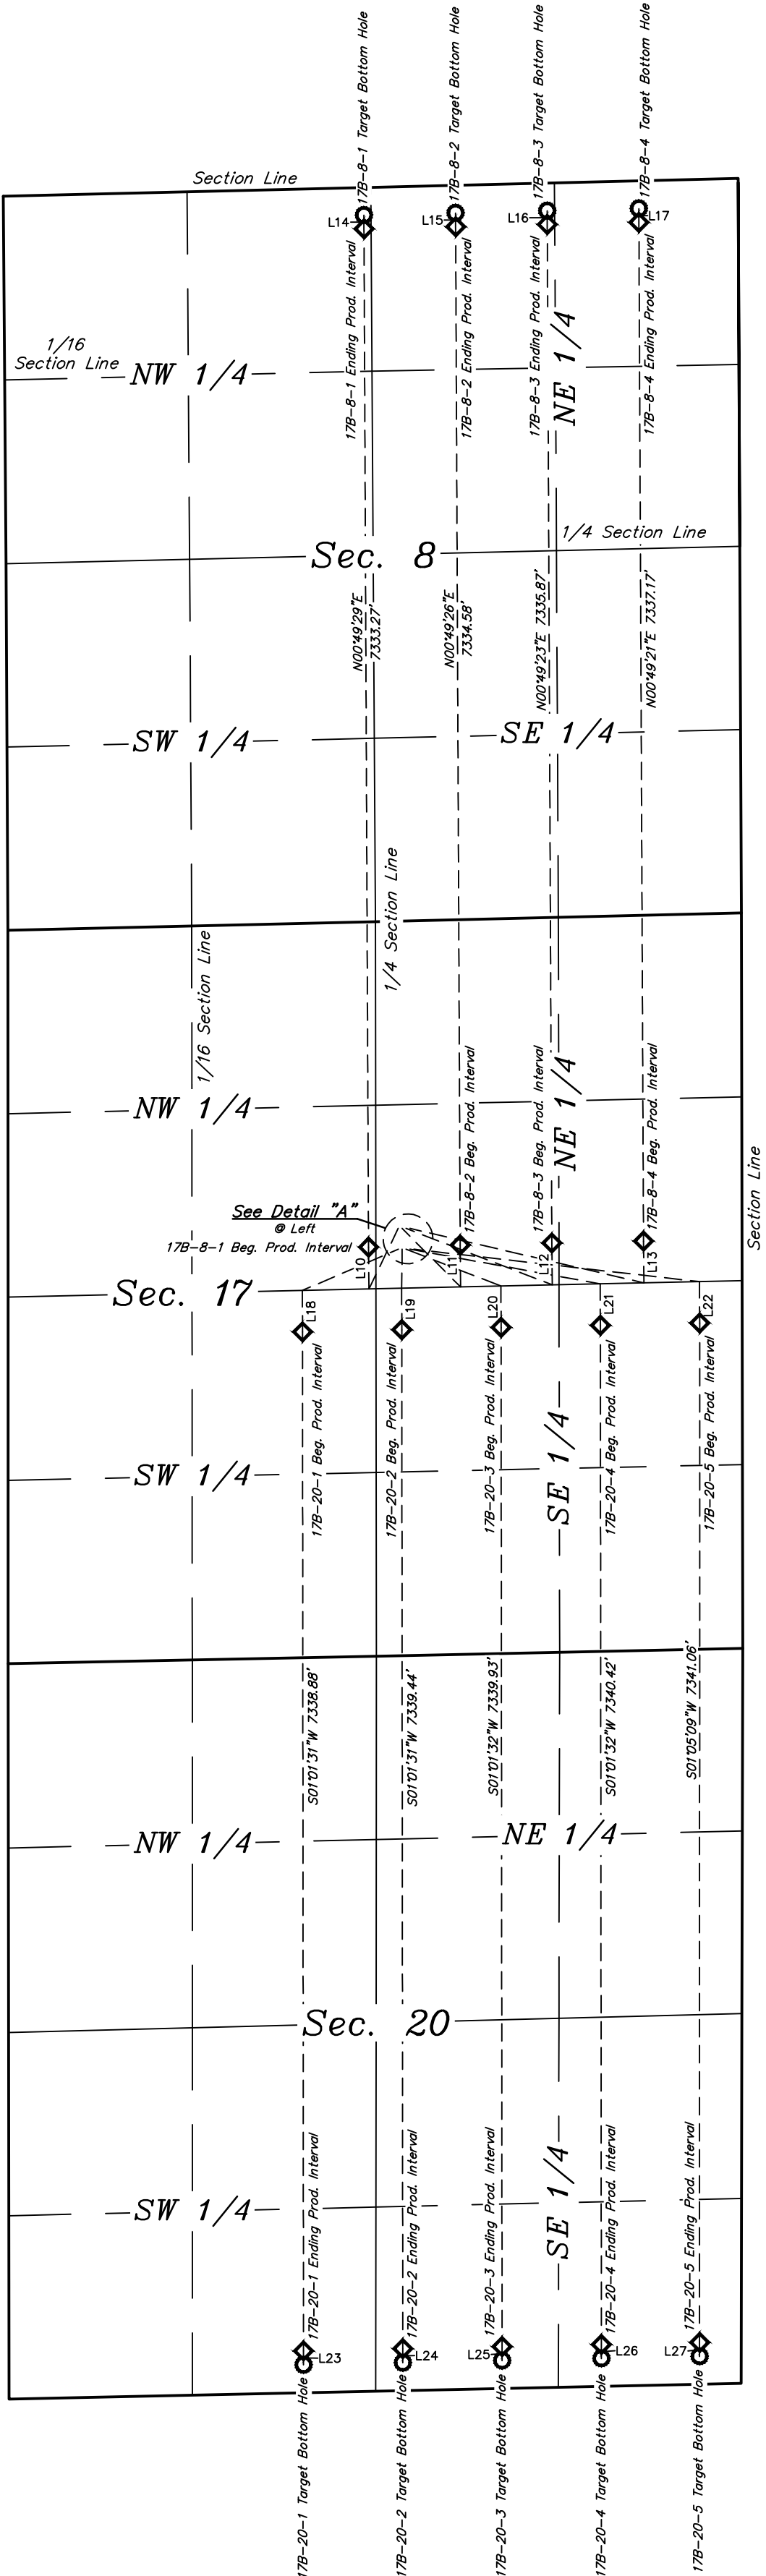 17B-8-1 Target Bottom Hole
17B-8-2 Target Bottom Hole
17B-8-3 Target Bottom Hole
17B-8-4 Target Bottom Hole
Section Line
L14
L15
L16
L17
17B-8-1 Ending Prod. Interval
17B-8-2 Ending Prod. Interval
17B-8-3 Ending Prod. Interval
17B-8-4 Ending Prod. Interval
1/16
Section Line
NW 1/4
NE 1/4
Sec. 8
1/4 Section Line
N00°49'29"E
7333.27'
N00°49'26"E
7334.58'
N00°49'23"E 7335.87'
N00°49'21"E 7337.17'
SW 1/4
SE 1/4
1/4 Section Line
1/16 Section Line
NW 1/4
NE 1/4
17B-8-2 Beg. Prod. Interval
17B-8-3 Beg. Prod. Interval
17B-8-4 Beg. Prod. Interval
Section Line
See Detail "A"
@ Left
17B-8-1 Beg. Prod. Interval
L10
L11
L12
L13
Sec. 17
L18
L19
L20
L21
L22
17B-20-1 Beg. Prod. Interval
17B-20-2 Beg. Prod. Interval
17B-20-3 Beg. Prod. Interval
17B-20-4 Beg. Prod. Interval
17B-20-5 Beg. Prod. Interval
SW 1/4
SE 1/4
S01°01'31"W 7338.88'
S01°01'31"W 7339.44'
S01°01'32"W 7339.93'
S01°01'32"W 7340.42'
S01°05'09"W 7341.06'
NW 1/4
NE 1/4
Sec. 20
17B-20-1 Ending Prod. Interval
17B-20-2 Ending Prod. Interval
17B-20-3 Ending Prod. Interval
17B-20-4 Ending Prod. Interval
17B-20-5 Ending Prod. Interval
SW 1/4
SE 1/4
L23
L24
L25
L26
L27
17B-20-1 Target Bottom Hole
17B-20-2 Target Bottom Hole
17B-20-3 Target Bottom Hole
17B-20-4 Target Bottom Hole
17B-20-5 Target Bottom Hole